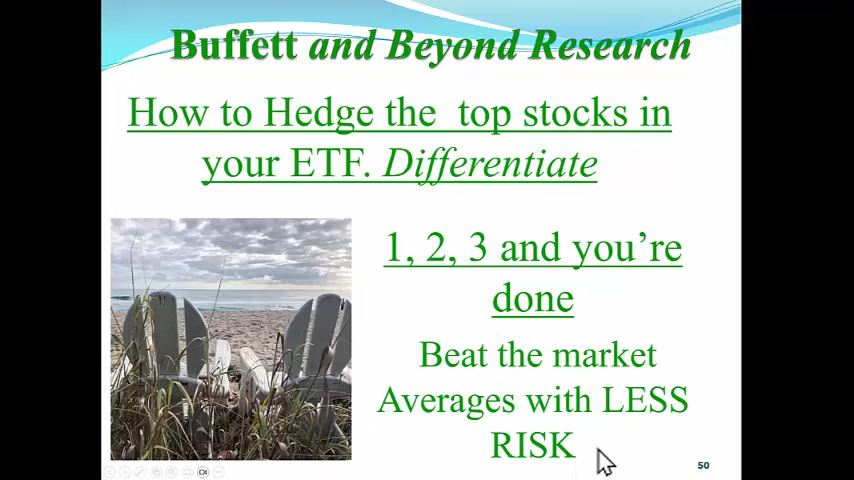 Buffett and Beyond Research
How to Hedge the top stocks in
your ETF. Differentiate
1, 2, 3 and you're
done
Beat the market
Averages with LESS
RISK
50